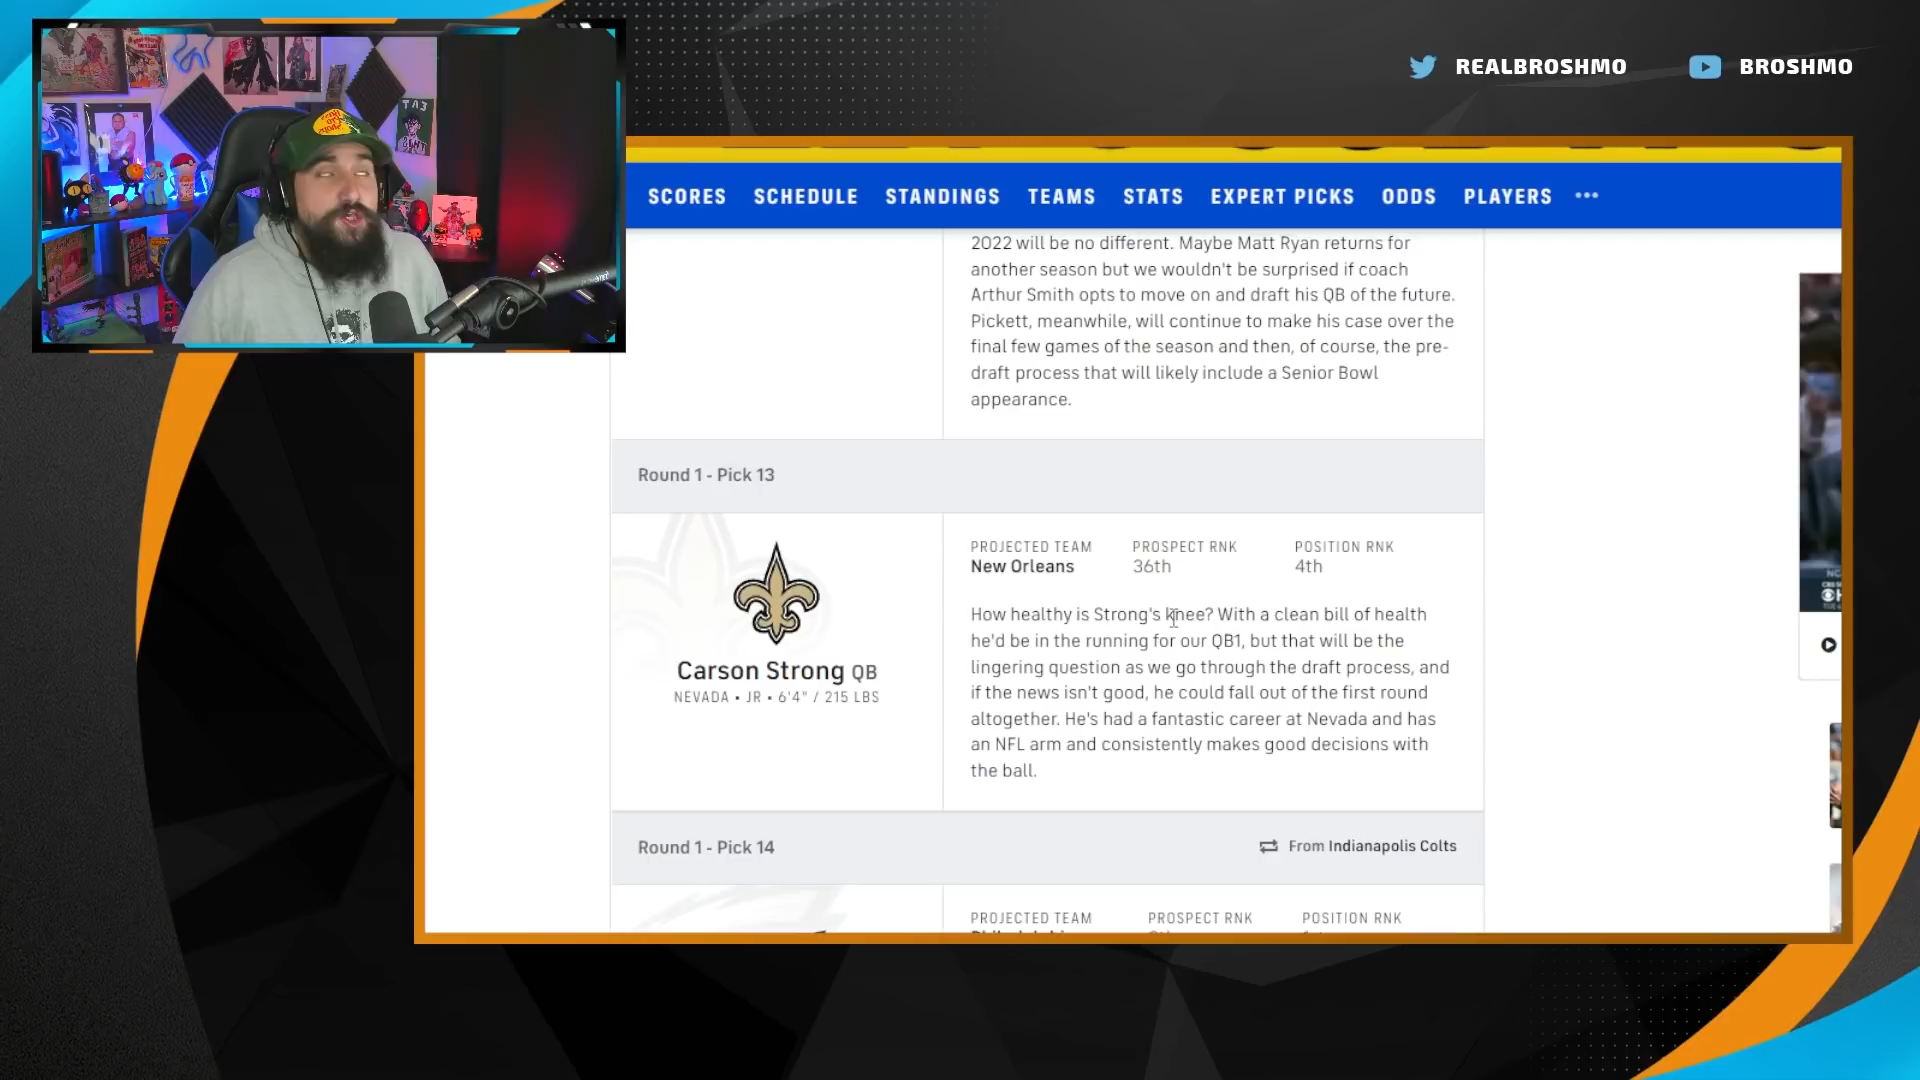 REALBROSHMO
BROSHMO
SCORES SCHEDULE STANDINGS TEAMS STATS EXPERT PICKS ODDS PLAYERS
2022 will be no different. Maybe Matt Ryan returns for
another season but we wouldn't be surprised if coach
Arthur Smith opts to move on and draft his QB of the future.
Pickett, meanwhile, will continue to make his case over the
final few games of the season and then, of course, the pre-
draft process that will likely include a Senior Bowl
appearance.
Round 1 - Pick 13
PROJECTED TEAM PROSPECT RNK POSITION RNK
New Orleans 36th 4th
Carson Strong QB
NEVADA • JR • 6'4" / 215 LBS
How healthy is Strong's knee? With a clean bill of health
he'd be in the running for our QB1, but that will be the
lingering question as we go through the draft process, and
if the news isn't good, he could fall out of the first round
altogether. He's had a fantastic career at Nevada and has
an NFL arm and consistently makes good decisions with
the ball.
Round 1 - Pick 14
From Indianapolis Colts
PROJECTED TEAM PROSPECT RNK POSITION RNK